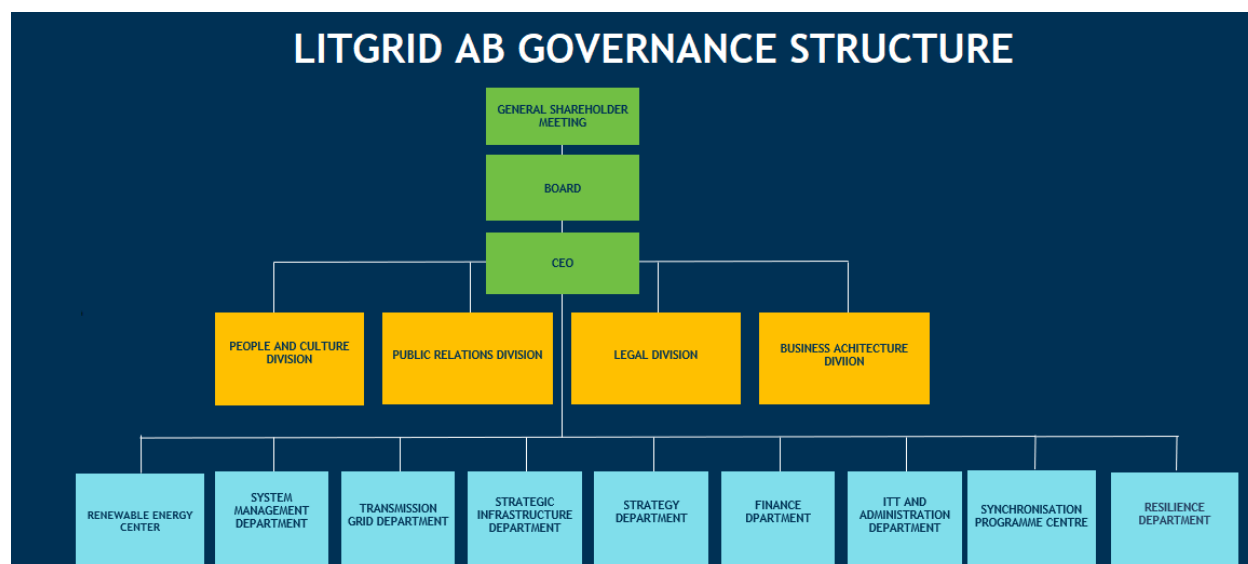 LITGRID AB GOVERNANCE STRUCTURE
GENERAL SHAREHOLDER
MEETING
BOARD
CEO
PEOPLE AND CULTURE
DIVISION
PUBLIC RELATIONS DIVISION
LEGAL DIVISION
BUSINESS ACHITECTURE
DIVIION
RENEWABLE ENERGY
CENTER
SYSTEM
MANAGEMENT
DEPARTMENT
TRANSMISSION
GRID DEPARTMENT
STRATEGIC
INFRASTRUCTURE
DEPARTMENT
STRATEGY
DEPARTMENT
FINANCE
DPARTMENT
ITT AND
ADMINISTRATION
DEPARTMENT
SYNCHRONISATION
PROGRAMME CENTRE
RESILIENCE
DEPARTMENT